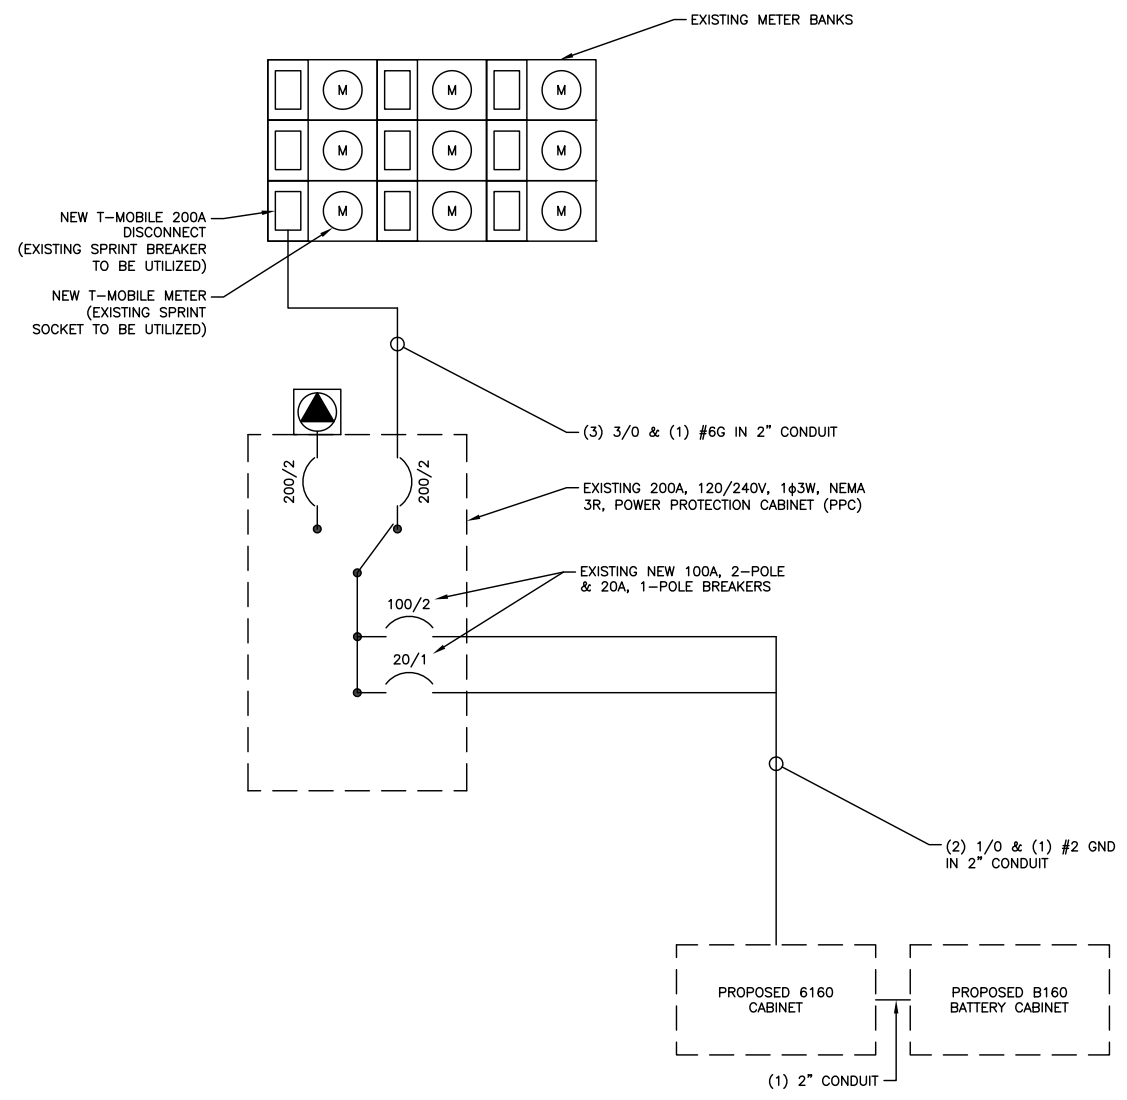 EXISTING METER BANKS
M M M
M M M
M M M
NEW T-MOBILE 200A
DISCONNECT
(EXISTING SPRINT BREAKER
TO BE UTILIZED)
NEW T-MOBILE METER
(EXISTING SPRINT
SOCKET TO BE UTILIZED)
(3) 3/0 & (1) #6G IN 2" CONDUIT
200/2
200/2
EXISTING 200A, 120/240V, 1ϕ3W, NEMA
3R, POWER PROTECTION CABINET (PPC)
EXISTING NEW 100A, 2-POLE
& 20A, 1-POLE BREAKERS
100/2
20/1
(2) 1/0 & (1) #2 GND
IN 2" CONDUIT
PROPOSED 6160
CABINET
PROPOSED B160
BATTERY CABINET
(1) 2" CONDUIT